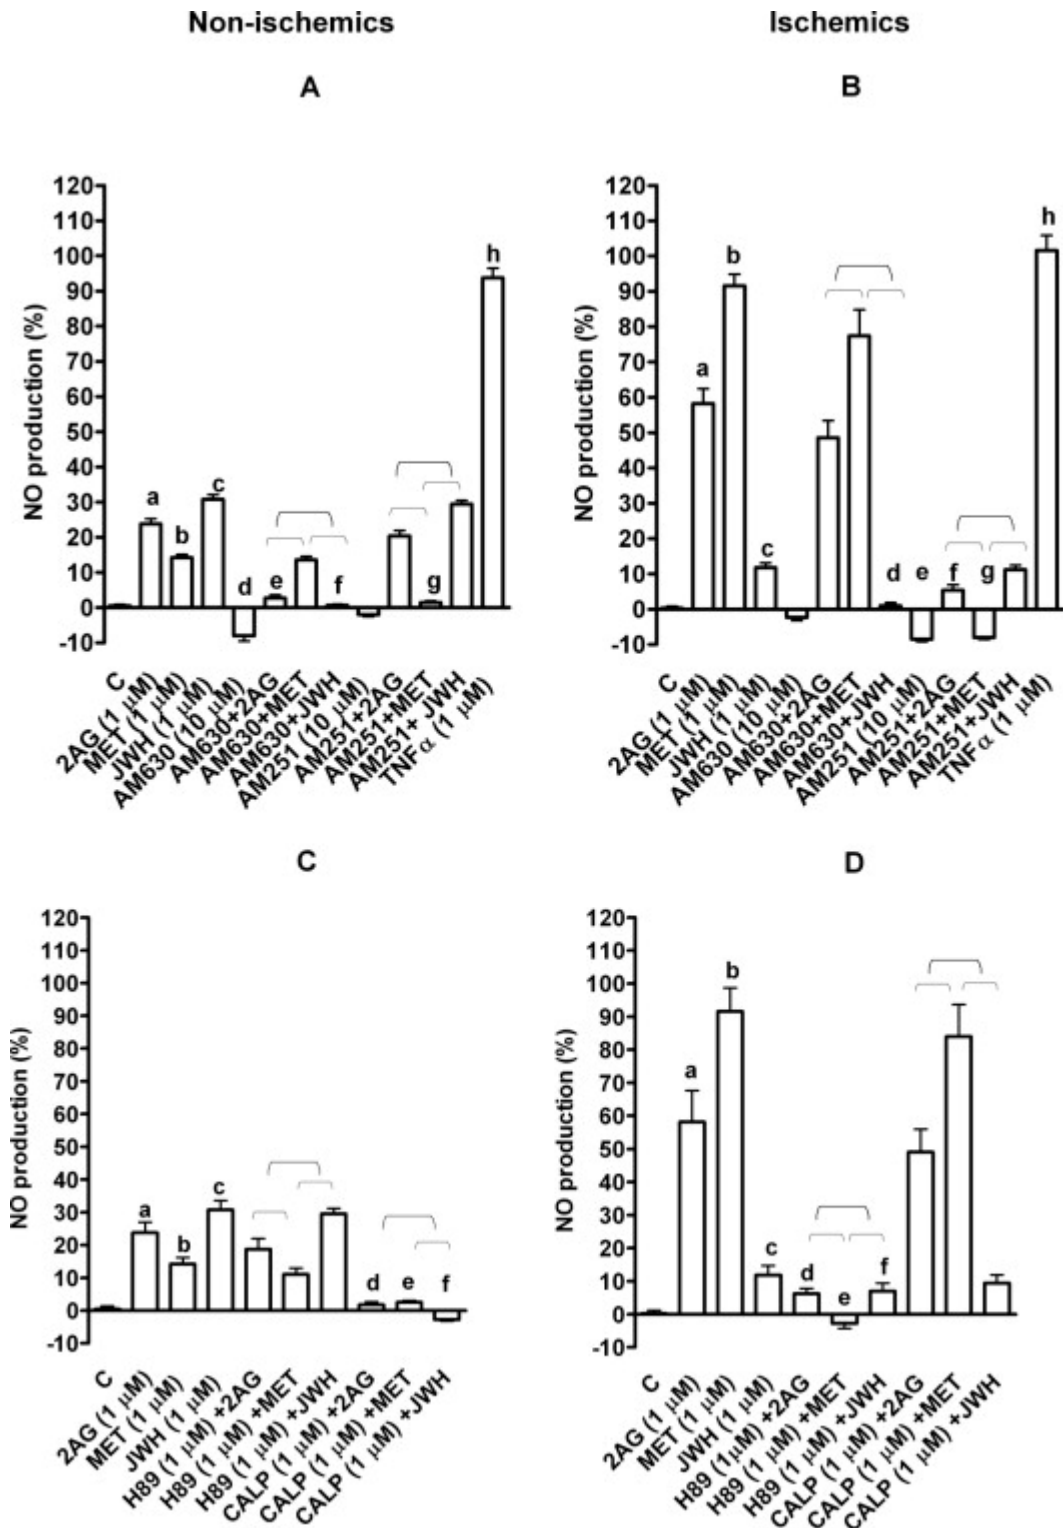 Non-ischemics
Ischemics
A
B
120
110
100
90
80
70
60
50
40
30
20
10
0
-10
NO production (%)
a
b
c
d
e
f
g
h
C
2AG (1 μM)
MET (1 μM)
JWH (1 μM)
AM630 (10 μM)
AM630+2AG
AM630+MET
AM630+JWH
AM251 (10 μM)
AM251+2AG
AM251+MET
AM251+ JWH
TNFα (1 μM)
120
110
100
90
80
70
60
50
40
30
20
10
0
-10
NO production (%)
a
b
c
d
e
f
g
h
C
2AG (1 μM)
MET (1 μM)
JWH (1 μM)
AM630 (10 μM)
AM630+2AG
AM630+MET
AM630+JWH
AM251 (10 μM)
AM251+2AG
AM251+MET
AM251+JWH
TNFα (1 μM)
C
D
120
100
90
80
70
60
50
40
30
20
10
0
-10
NO production (%)
a
b
c
d
e
f
C
2AG (1 μM)
MET (1 μM)
JWH (1 μM)
H89 (1 μM) +2AG
H89 (1 μM) +MET
H89 (1 μM) +JWH
CALP (1 μM) +2AG
CALP (1 μM) +MET
CALP (1 μM) +JWH
120
100
90
80
70
60
50
40
30
20
10
0
-10
NO production (%)
a
b
c
d
e
f
C
2AG (1 μM)
MET (1 μM)
JWH (1 μM)
H89 (1μM) +2AG
H89 (1 μM) +MET
H89 (1 μM) +JWH
CALP (1 μM) +2AG
CALP (1 μM) +MET
CALP (1 μM) +JWH